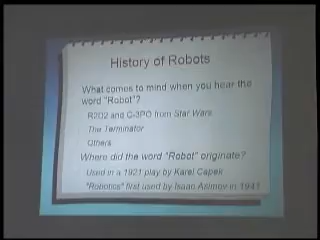 History of Robots
What comes to mind when you hear the
word "Robot"?
R2D2 and C-3PO from Star Wars
The Terminator
Others
Where did the word "Robot" originate?
Used in a 1921 play by Karel Capek
"Robotics" first used by Isaac Asimov in 1941